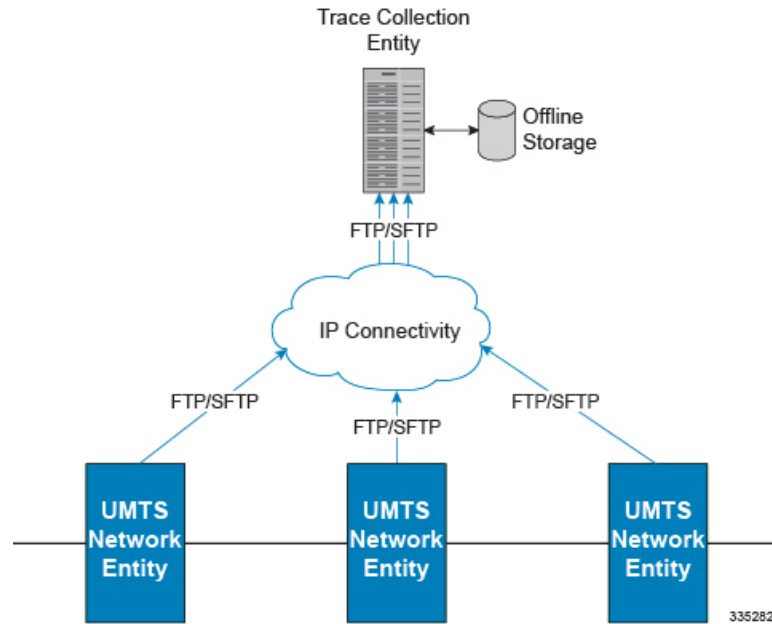 Trace Collection
Entity
Offline
Storage
FTP/SFTP
IP Connectivity
FTP/SFTP
FTP/SFTP
FTP/SFTP
UMTS
Network
Entity
UMTS
Network
Entity
UMTS
Network
Entity
335282